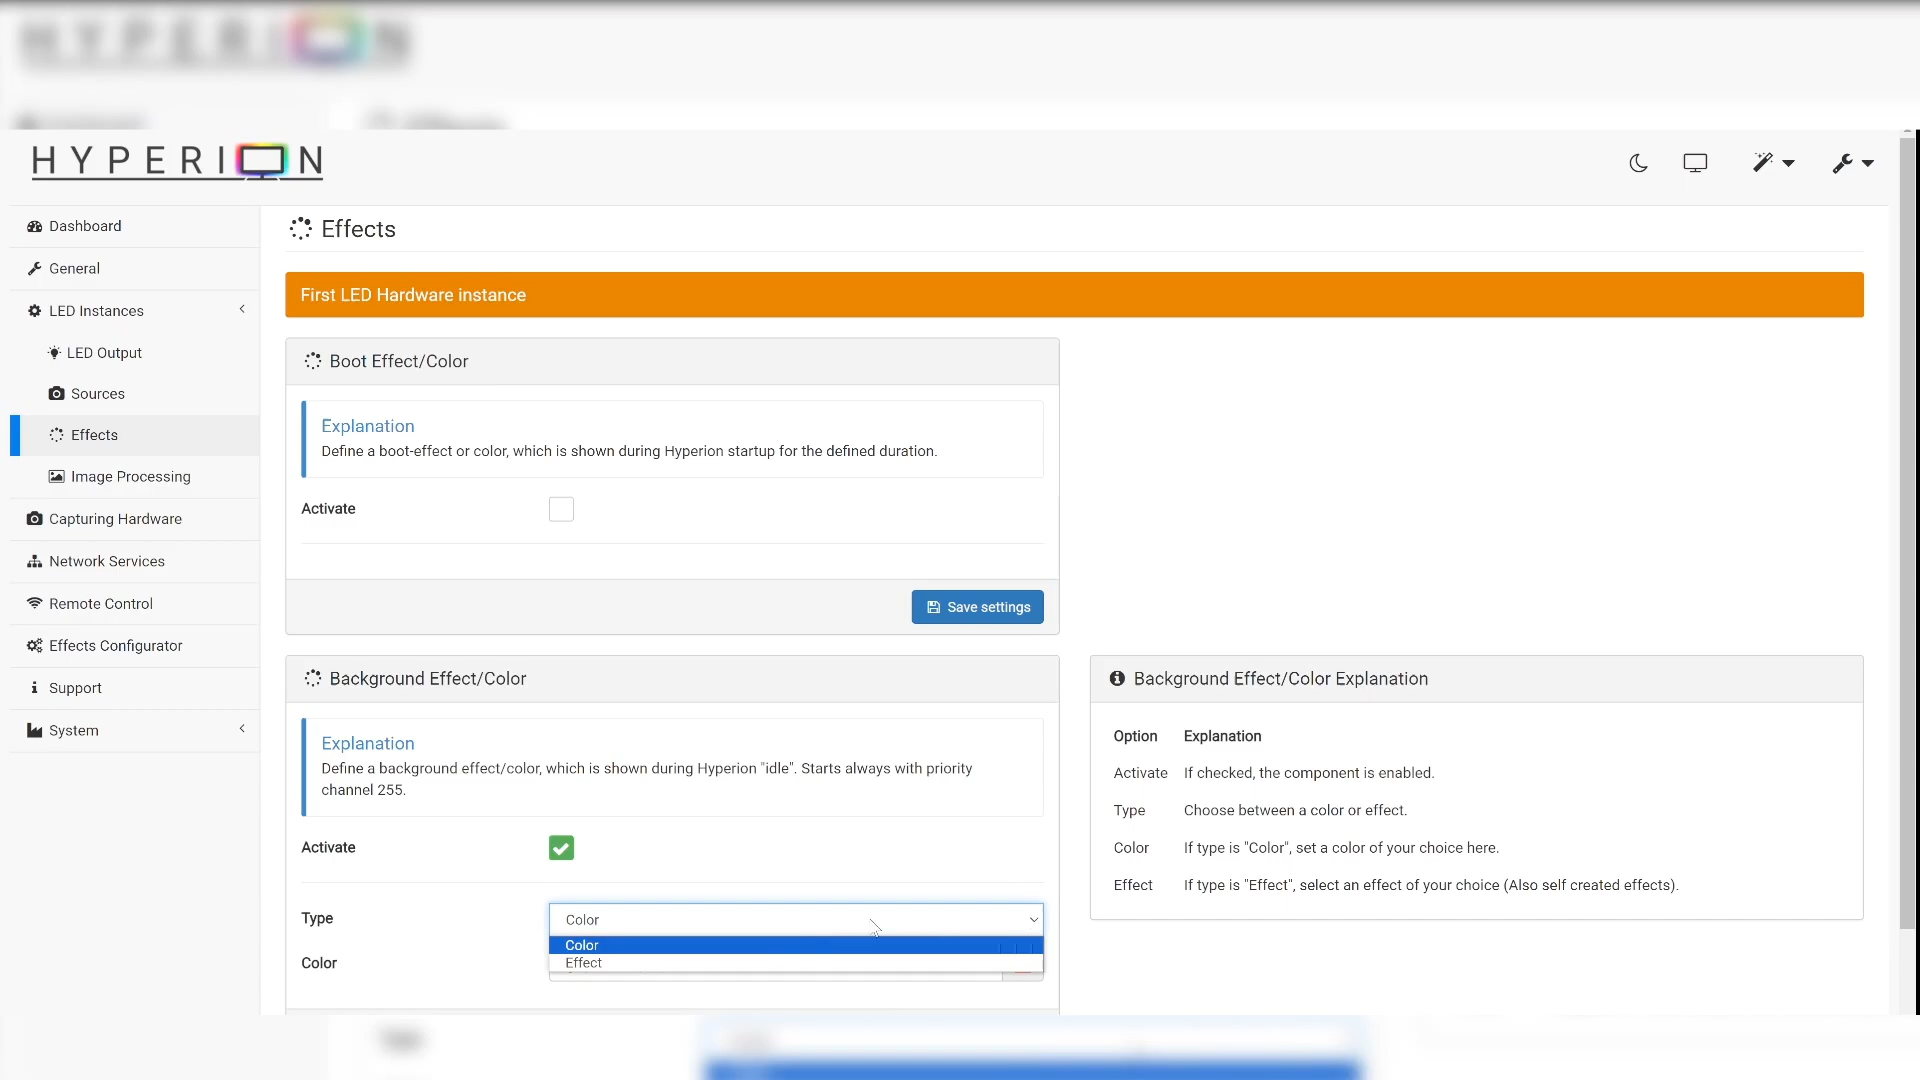 HYPERION
HYPERION
Dashboard
General
LED Instances
LED Output
Sources
Effects
Image Processing
Capturing Hardware
Network Services
Remote Control
Effects Configurator
Support
System
Effects
First LED Hardware instance
Boot Effect/Color
Explanation
Define a boot-effect or color, which is shown during Hyperion startup for the defined duration.
Activate
Save settings
Background Effect/Color
Explanation
Define a background effect/color, which is shown during Hyperion "idle". Starts always with priority
channel 255.
Activate
Type
Color
Color
Effect
Color
Background Effect/Color Explanation
Option Explanation
Activate If checked, the component is enabled.
Type Choose between a color or effect.
Color If type is "Color", set a color of your choice here.
Effect If type is "Effect", select an effect of your choice (Also self created effects).